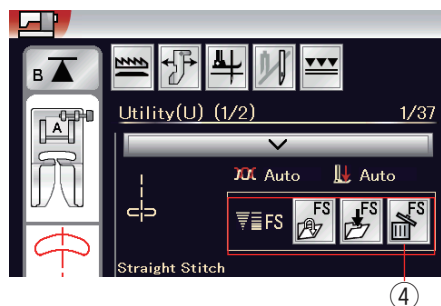 B
A
Utility(U) (1/2) 1/37
Auto Auto
FS FS FS FS
Straight Stitch
④